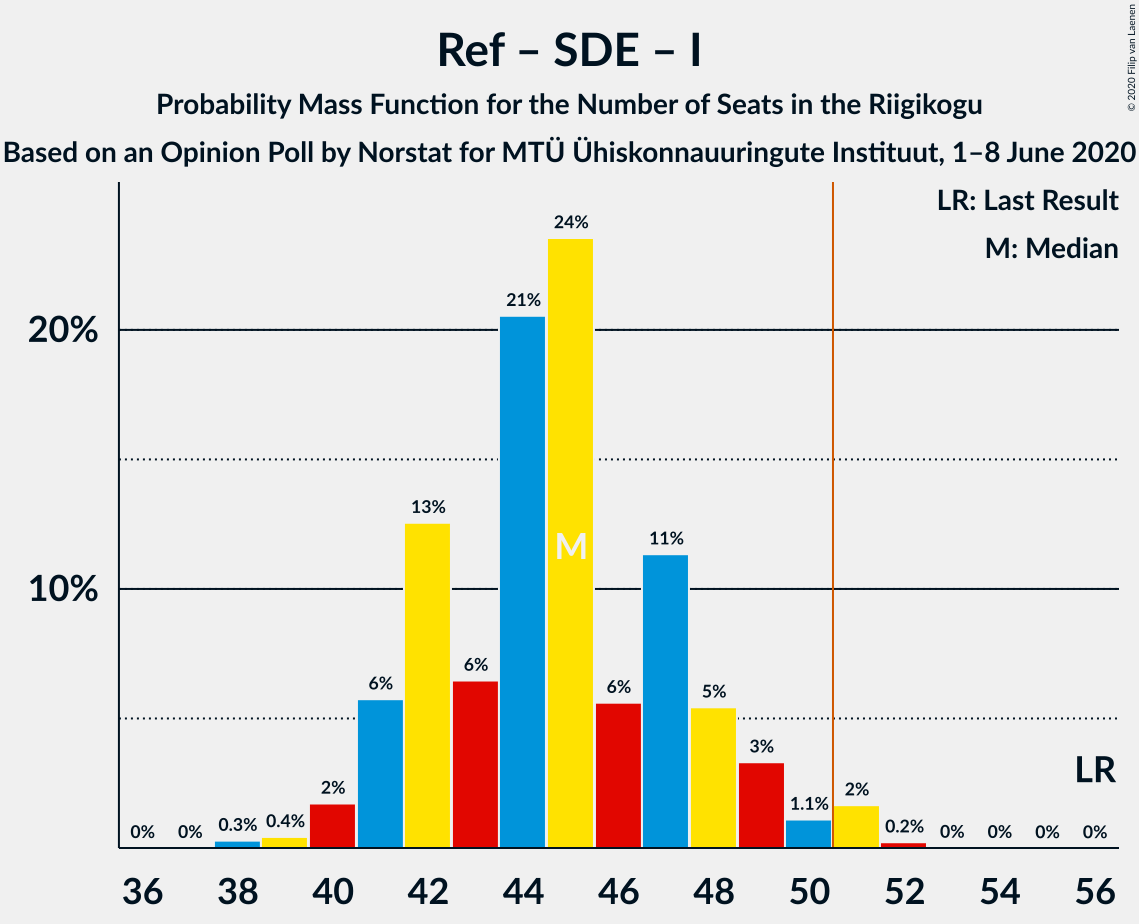 Ref – SDE – I
Probability Mass Function for the Number of Seats in the Riigikogu
Based on an Opinion Poll by Norstat for MTÜ Ühiskonnauuringute Instituut, 1–8 June 2020
© 2020 Filip van Laenen
LR: Last Result
M: Median
20%
10%
0% 0% 0.3% 0.4% 2% 6% 13% 6% 21% 24% 6% 11% 5% 3% 1.1% 2% 0.2% 0% 0% 0% 0%
M
LR
36 38 40 42 44 46 48 50 52 54 56